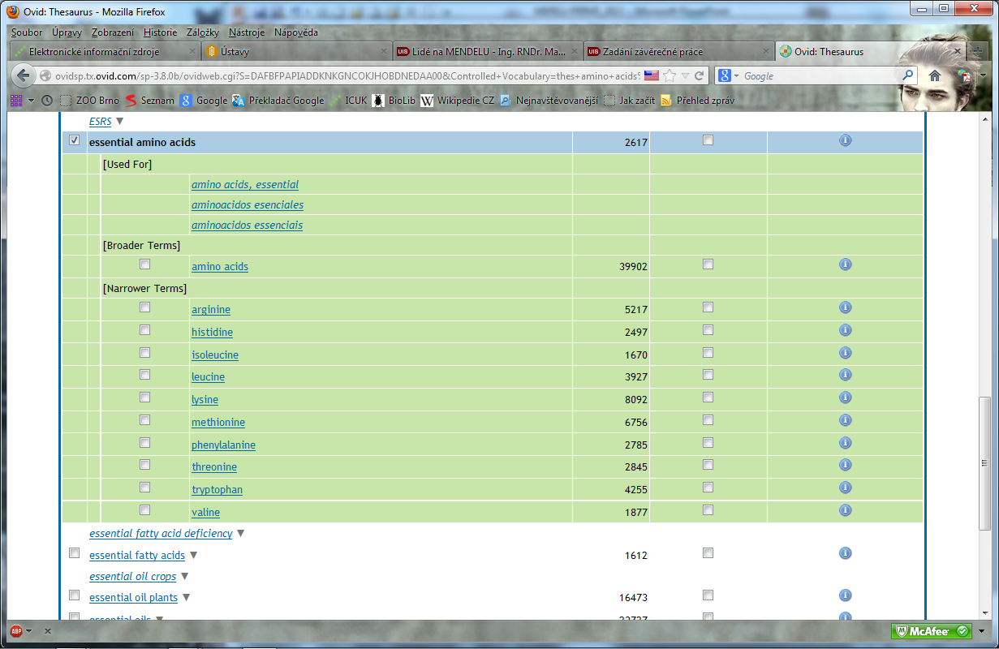 Ovid: Thesaurus - Mozilla Firefox
Soubor Úpravy Zobrazení Historie Záložky Nástroje Nápověda
Elektronické informační zdroje × Ústavy × UIS Lidé na MENDELU – Ing. RNDr. Ma... × UIS Zadání závěrečné práce × Ovid: Thesaurus ×
ovidsp.tx.ovid.com/sp-3.8.0b/ovidweb.cgi?S=DAFBFPAPIADDKNKGNCOKJHOBDNEDAA00&Controlled+Vocabulary=thes+amino+acids Google
ZOO Brno Seznam Google Překladač Google ICUK BioLib Wikipedie CZ Nejnavštěvovanější Jak začít Přehled zpráv
ESRS
essential amino acids 2617
[Used For]
amino acids, essential
aminoacidos esenciales
aminoacidos essenciais
[Broader Terms]
amino acids 39902
[Narrower Terms]
arginine 5217
histidine 2497
isoleucine 1670
leucine 3927
lysine 8092
methionine 6756
phenylalanine 2785
threonine 2845
tryptophan 4255
valine 1877
essential fatty acid deficiency
essential fatty acids 1612
essential oil crops
essential oil plants 16473
essential oils
ABP × McAfee